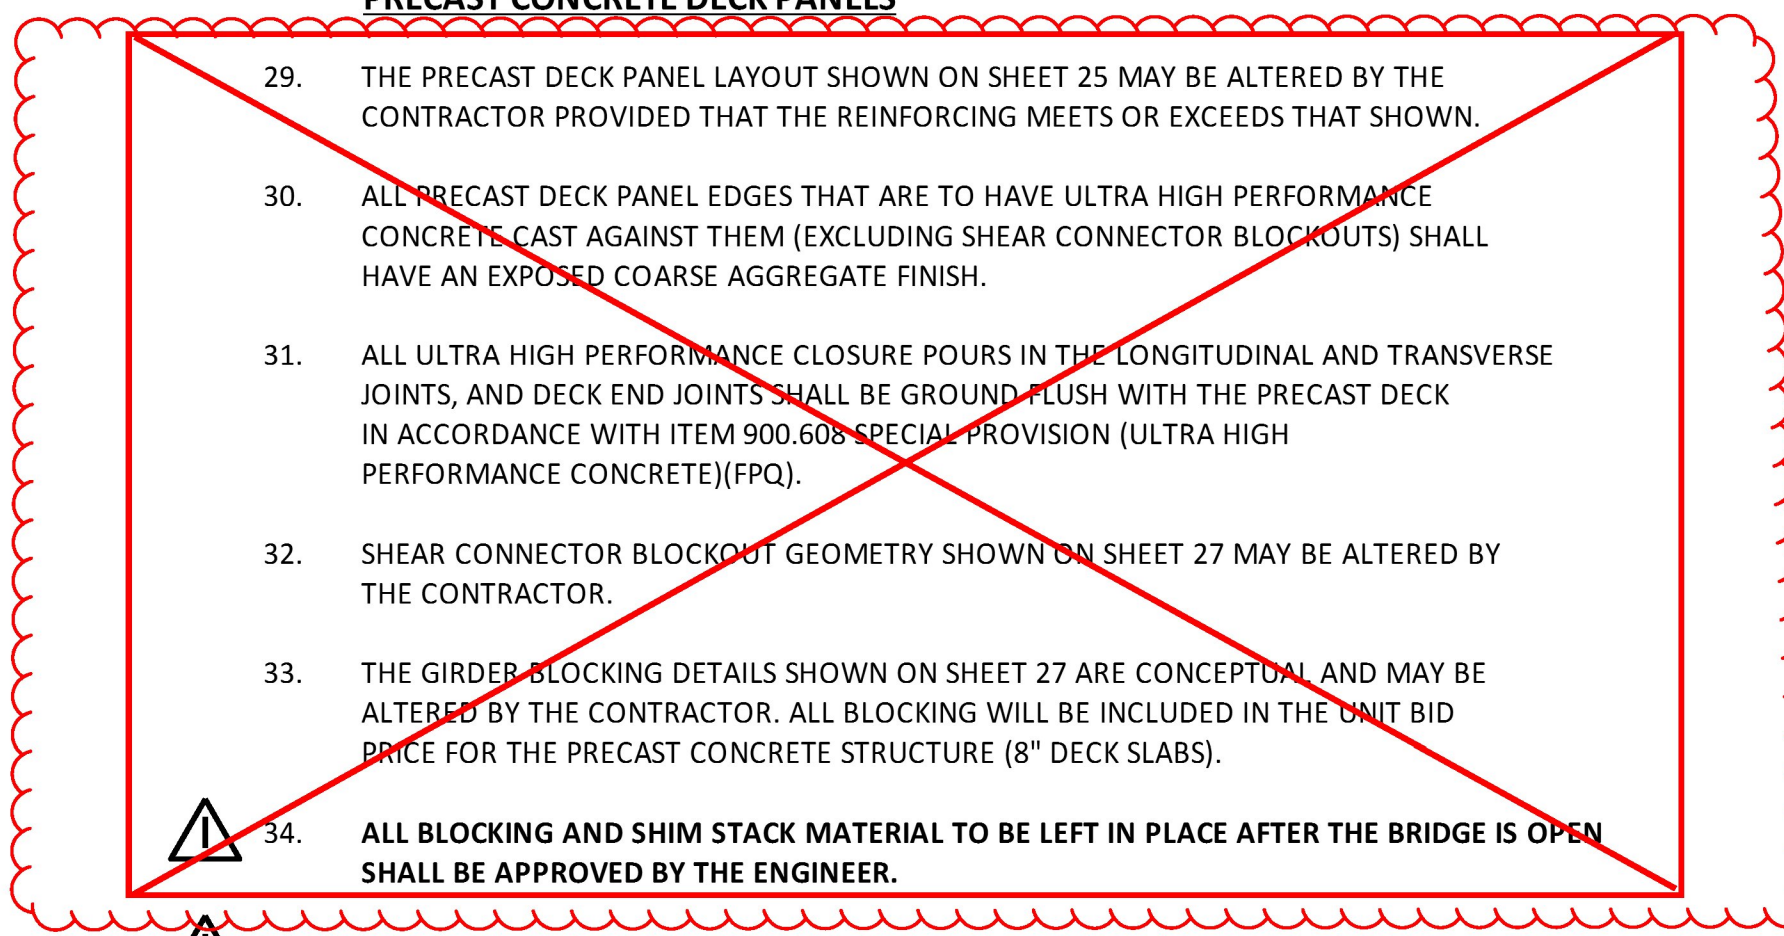 PRECAST CONCRETE DECK PANELS
29. THE PRECAST DECK PANEL LAYOUT SHOWN ON SHEET 25 MAY BE ALTERED BY THE
CONTRACTOR PROVIDED THAT THE REINFORCING MEETS OR EXCEEDS THAT SHOWN.
30. ALL PRECAST DECK PANEL EDGES THAT ARE TO HAVE ULTRA HIGH PERFORMANCE
CONCRETE CAST AGAINST THEM (EXCLUDING SHEAR CONNECTOR BLOCKOUTS) SHALL
HAVE AN EXPOSED COARSE AGGREGATE FINISH.
31. ALL ULTRA HIGH PERFORMANCE CLOSURE POURS IN THE LONGITUDINAL AND TRANSVERSE
JOINTS, AND DECK END JOINTS SHALL BE GROUND FLUSH WITH THE PRECAST DECK
IN ACCORDANCE WITH ITEM 900.608 SPECIAL PROVISION (ULTRA HIGH
PERFORMANCE CONCRETE)(FPQ).
32. SHEAR CONNECTOR BLOCKOUT GEOMETRY SHOWN ON SHEET 27 MAY BE ALTERED BY
THE CONTRACTOR.
33. THE GIRDER BLOCKING DETAILS SHOWN ON SHEET 27 ARE CONCEPTUAL AND MAY BE
ALTERED BY THE CONTRACTOR. ALL BLOCKING WILL BE INCLUDED IN THE UNIT BID
PRICE FOR THE PRECAST CONCRETE STRUCTURE (8" DECK SLABS).
I 34. ALL BLOCKING AND SHIM STACK MATERIAL TO BE LEFT IN PLACE AFTER THE BRIDGE IS OPEN
SHALL BE APPROVED BY THE ENGINEER.